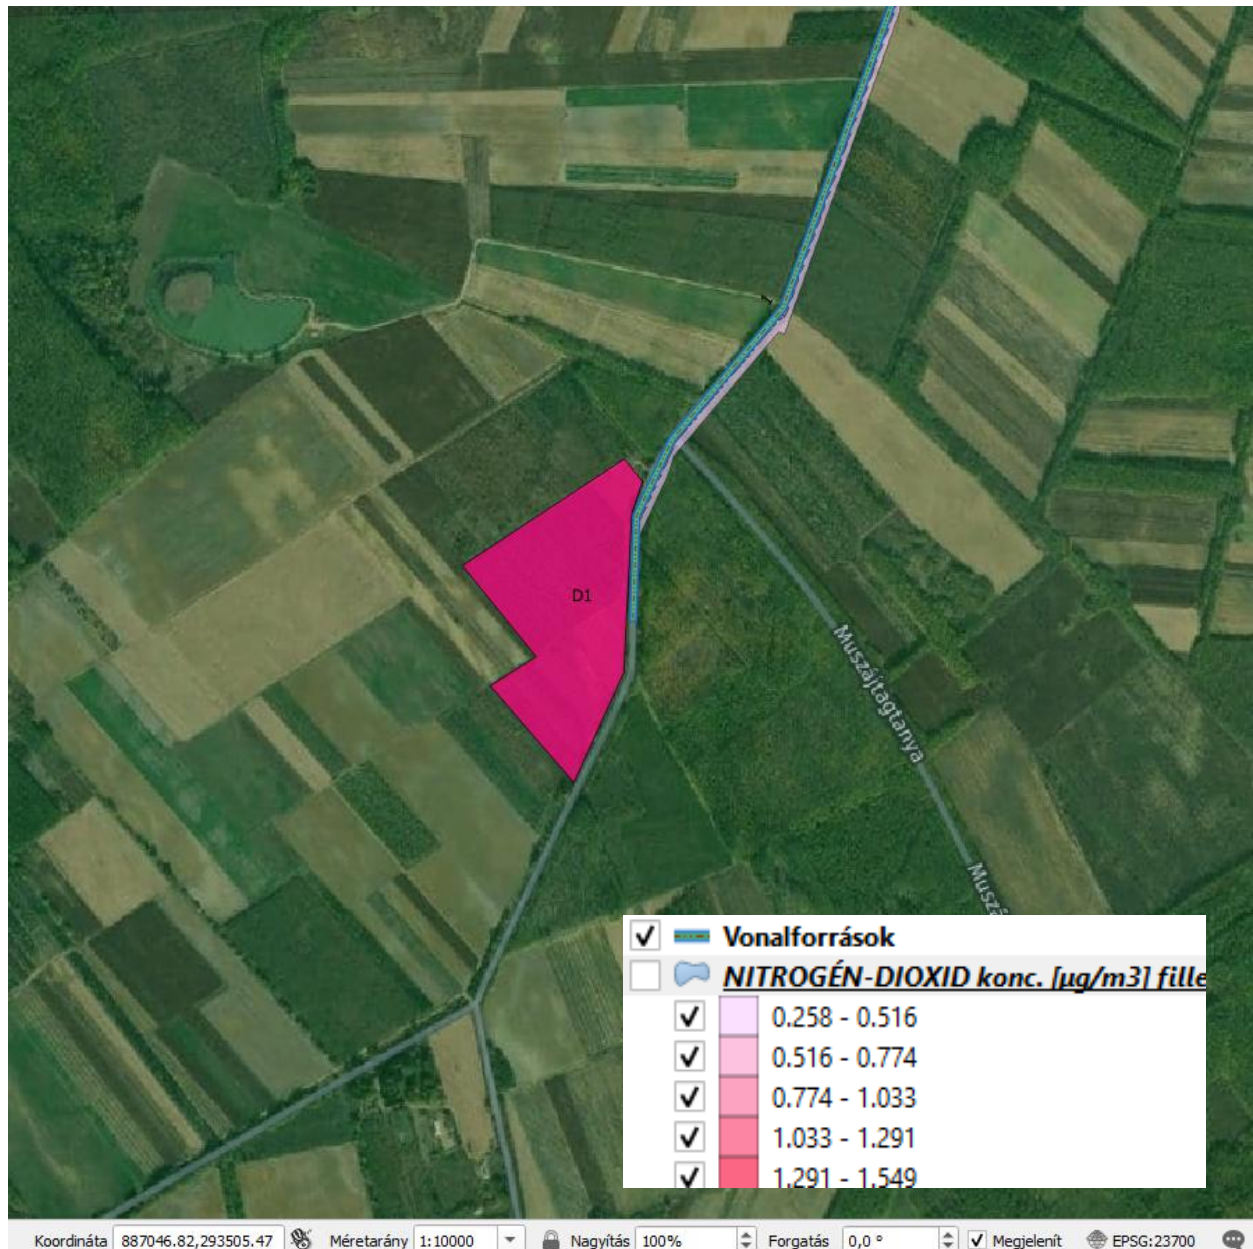 1
D1
Muszájtagtanya
Muszá
Vonalforrások
NITROGÉN-DIOXID konc. [µg/m3] fille
0.258 - 0.516
0.516 - 0.774
0.774 - 1.033
1.033 - 1.291
1.291 - 1.549
Koordináta 887046.82,293505.47 Méretarány 1:10000 Nagyítás 100% Forgatás 0,0 ° Megjelenít EPSG:23700